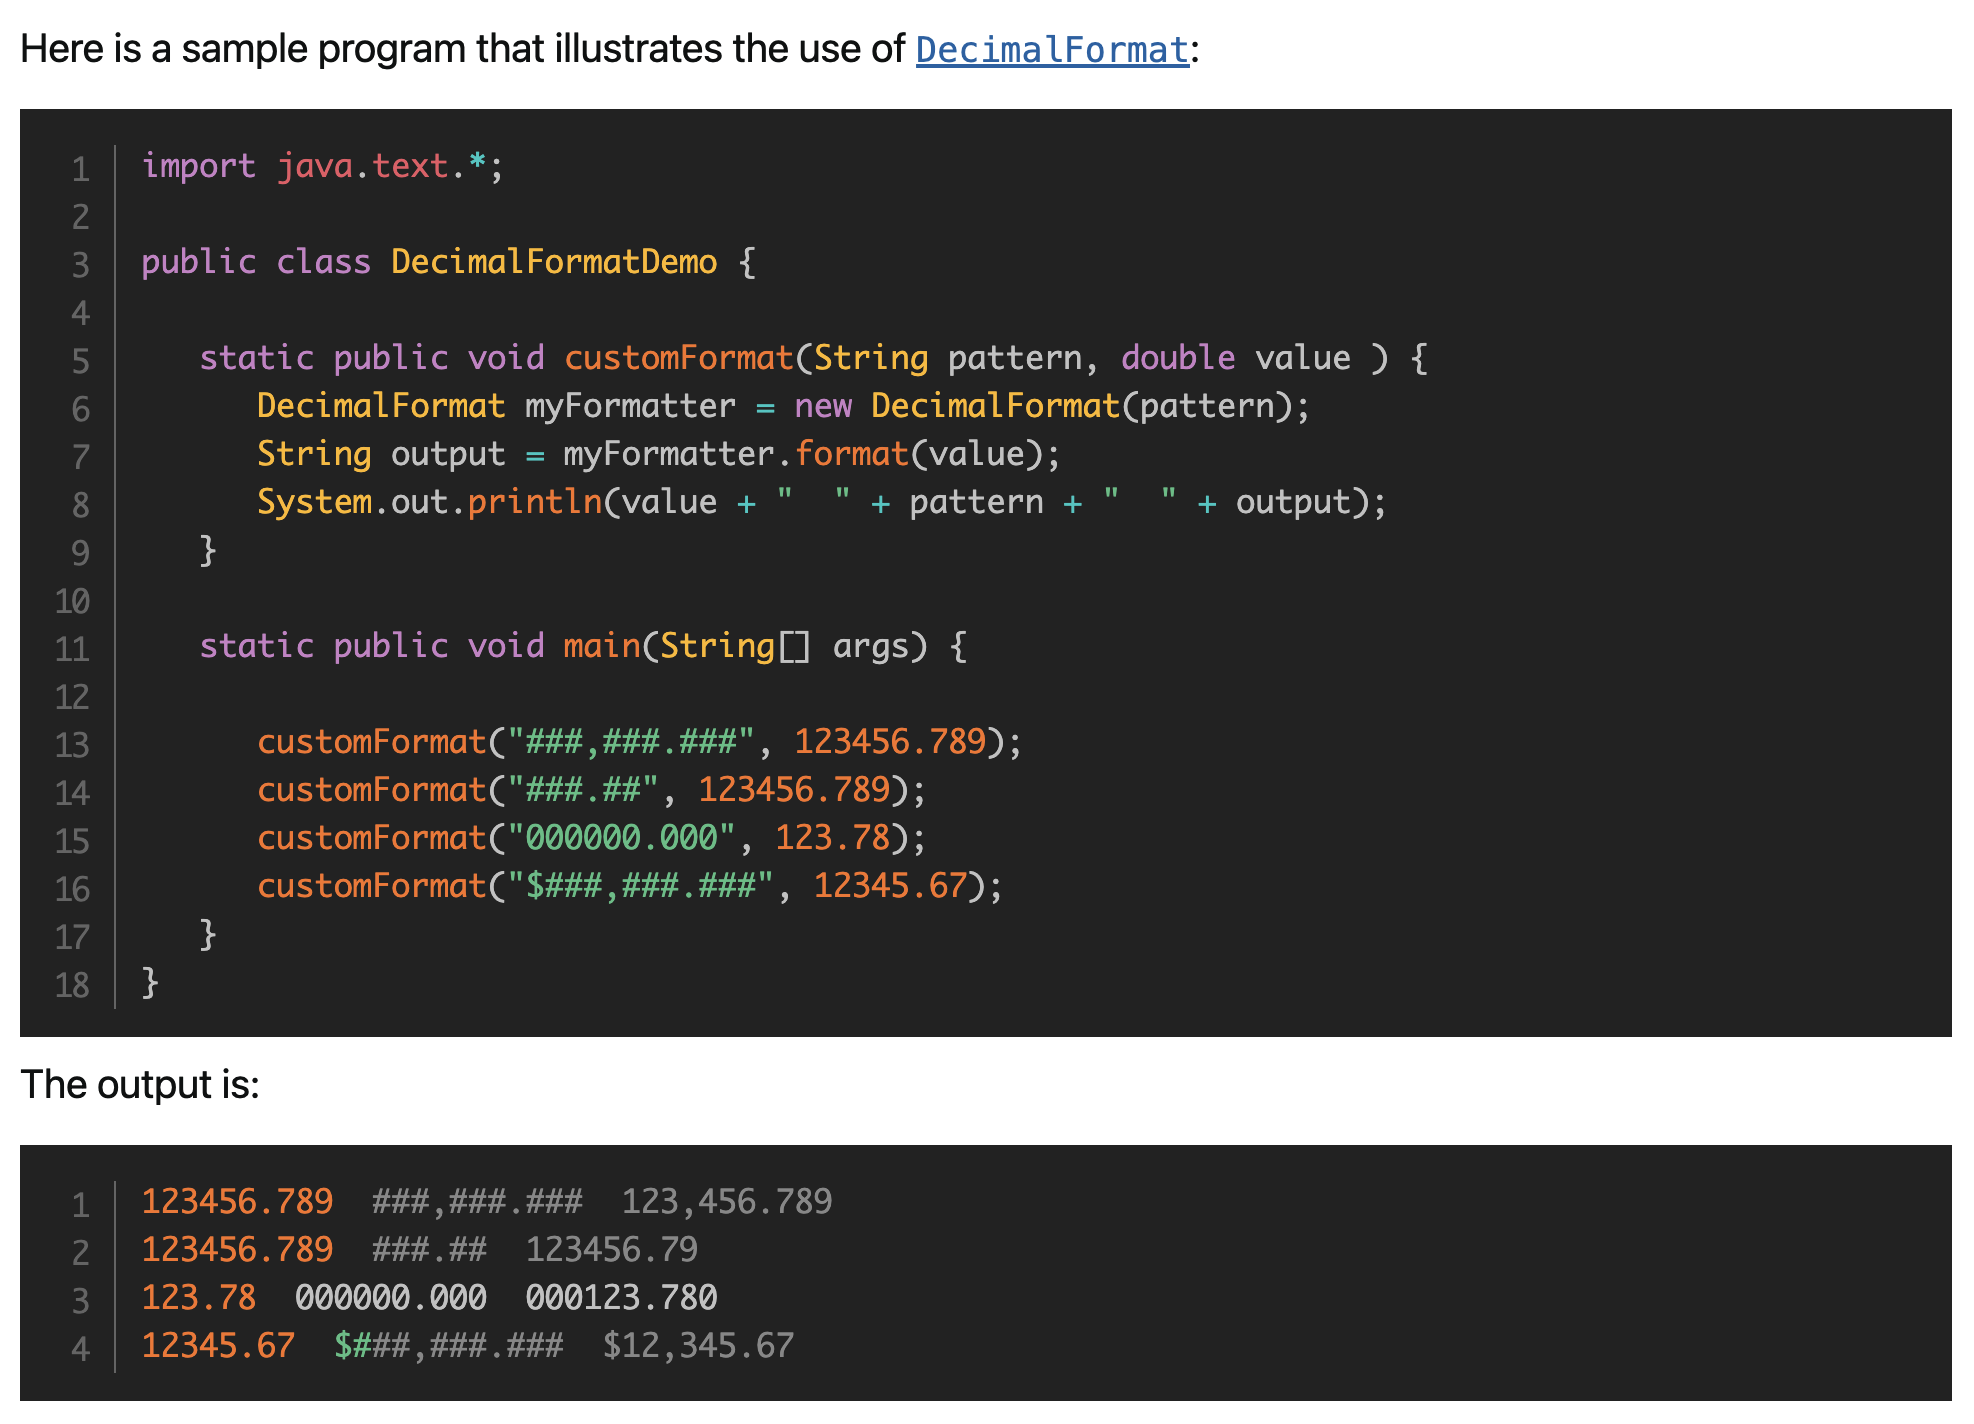 Here is a sample program that illustrates the use of DecimalFormat:
1 import java.text.*;
2
3 public class DecimalFormatDemo {
4
5    static public void customFormat(String pattern, double value ) {
6       DecimalFormat myFormatter = new DecimalFormat(pattern);
7       String output = myFormatter.format(value);
8       System.out.println(value + "  " + pattern + "  " + output);
9    }
10
11    static public void main(String[] args) {
12
13       customFormat("###,###.###", 123456.789);
14       customFormat("###.##", 123456.789);
15       customFormat("000000.000", 123.78);
16       customFormat("$###,###.###", 12345.67);
17    }
18 }
The output is:
1 123456.789  ###,###.###  123,456.789
2 123456.789  ###.##  123456.79
3 123.78  000000.000  000123.780
4 12345.67  $###,###.###  $12,345.67